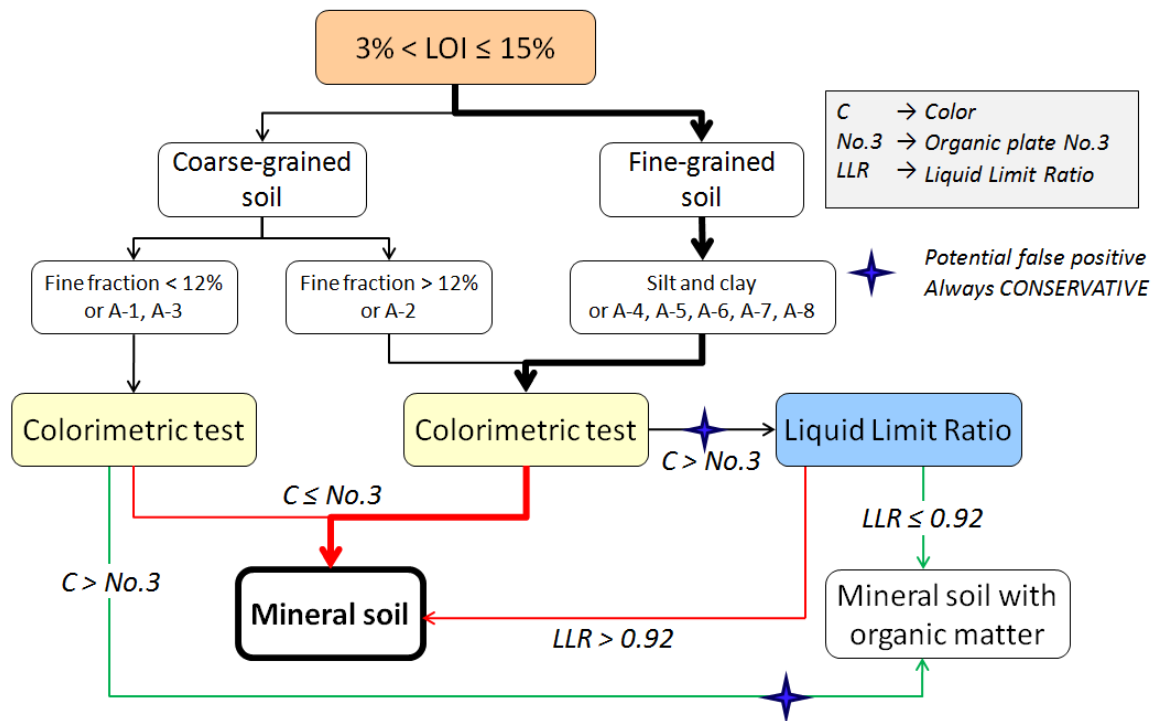 3% < LOI ≤ 15%
C → Color
No.3 → Organic plate No.3
LLR → Liquid Limit Ratio
Coarse-grained
soil
Fine-grained
soil
Potential false positive
Always CONSERVATIVE
Fine fraction < 12%
or A-1, A-3
Fine fraction > 12%
or A-2
Silt and clay
or A-4, A-5, A-6, A-7, A-8
Colorimetric test
Colorimetric test
Liquid Limit Ratio
C > No.3
C ≤ No.3
LLR ≤ 0.92
C > No.3
Mineral soil
LLR > 0.92
Mineral soil with
organic matter